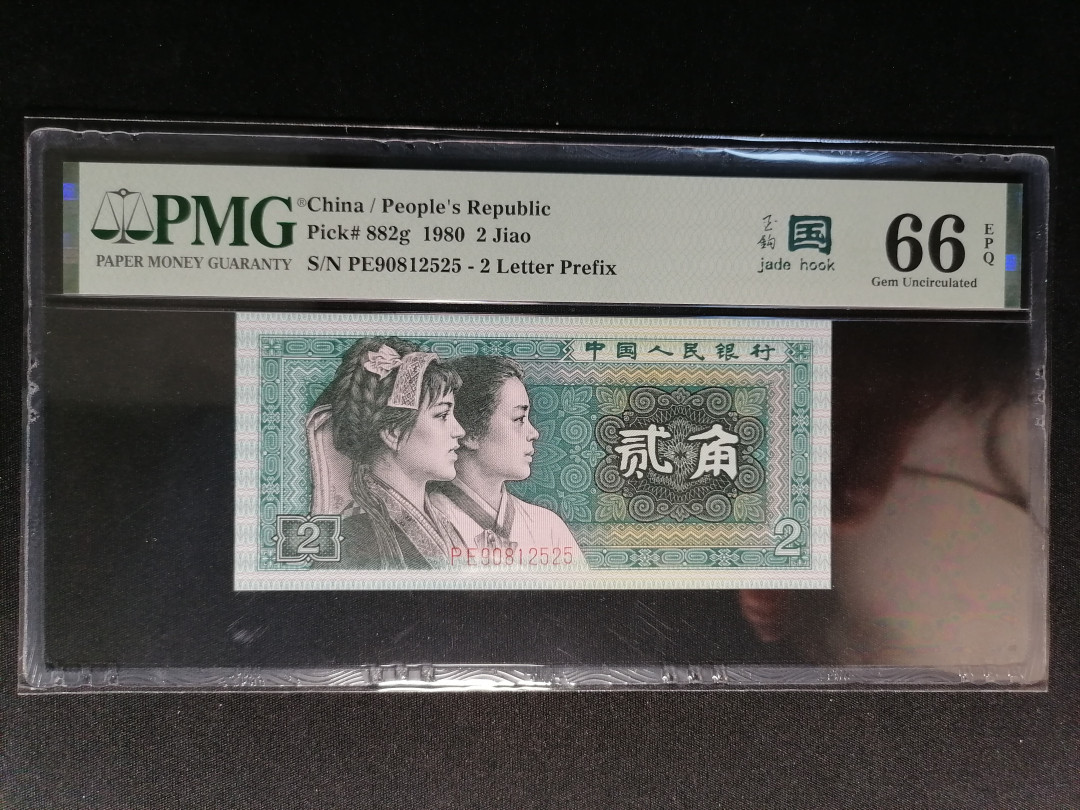 PMG®
PAPER MONEY GUARANTY
China / People's Republic
Pick# 882g 1980 2 Jiao
S/N PE90812525 - 2 Letter Prefix
玉钩
国
jade hook
66
EPQ
Gem Uncirculated
中国人民银行
贰角
2
PE90812525
2